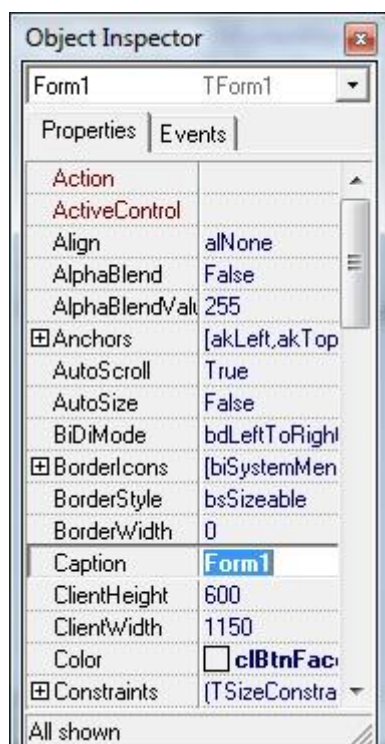 Object Inspector
Form1 TForm1
Properties Events
Action
ActiveControl
Align alNone
AlphaBlend False
AlphaBlendValu 255
Anchors [akLeft,akTop
AutoScroll True
AutoSize False
BiDiMode bdLeftToRight
BorderIcons [biSystemMen
BorderStyle bsSizeable
BorderWidth 0
Caption Form1
ClientHeight 600
ClientWidth 1150
Color clBtnFac
Constraints (TSizeConstra
All shown